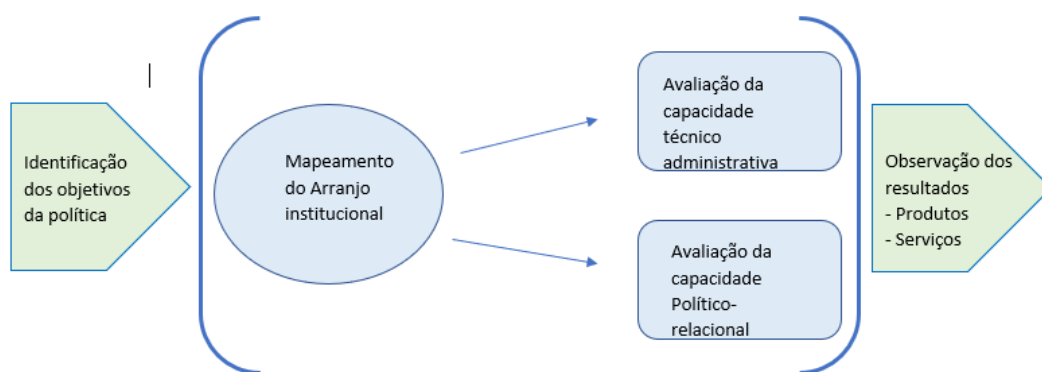 Identificação
dos objetivos
da política
Mapeamento
do Arranjo
institucional
Avaliação da
capacidade
técnico
administrativa
Avaliação da
capacidade
Político-
relacional
Observação dos
resultados
- Produtos
- Serviços